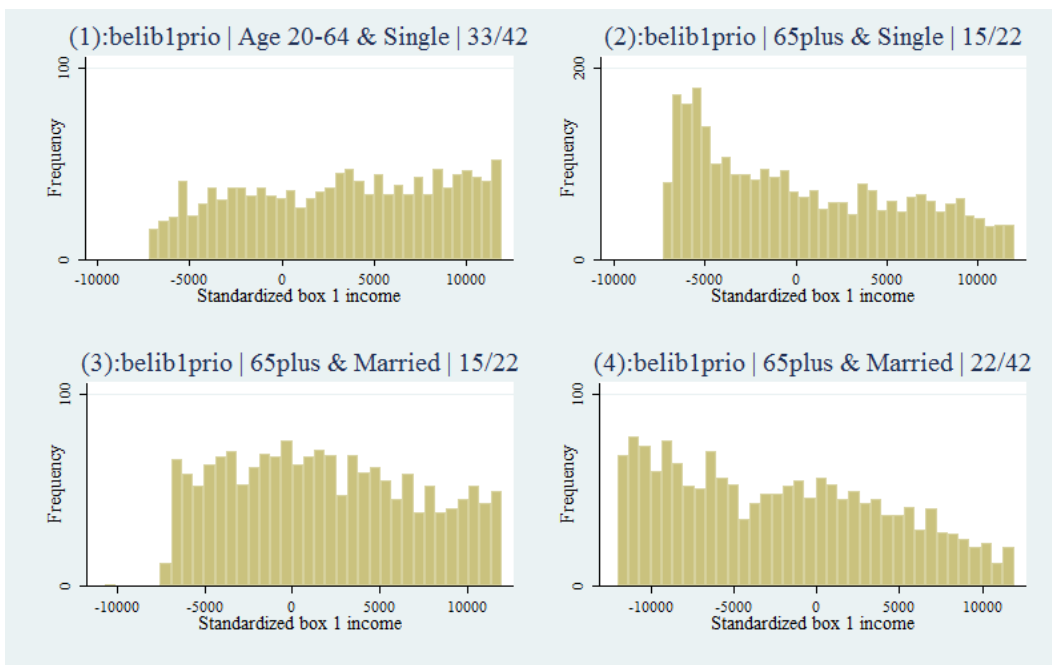 (1):belib1prio | Age 20-64 & Single | 33/42
100
0
Frequency
-10000 -5000 0 5000 10000
Standardized box 1 income
(2):belib1prio | 65plus & Single | 15/22
200
0
Frequency
-10000 -5000 0 5000 10000
Standardized box 1 income
(3):belib1prio | 65plus & Married | 15/22
100
0
Frequency
-10000 -5000 0 5000 10000
Standardized box 1 income
(4):belib1prio | 65plus & Married | 22/42
100
0
Frequency
-10000 -5000 0 5000 10000
Standardized box 1 income